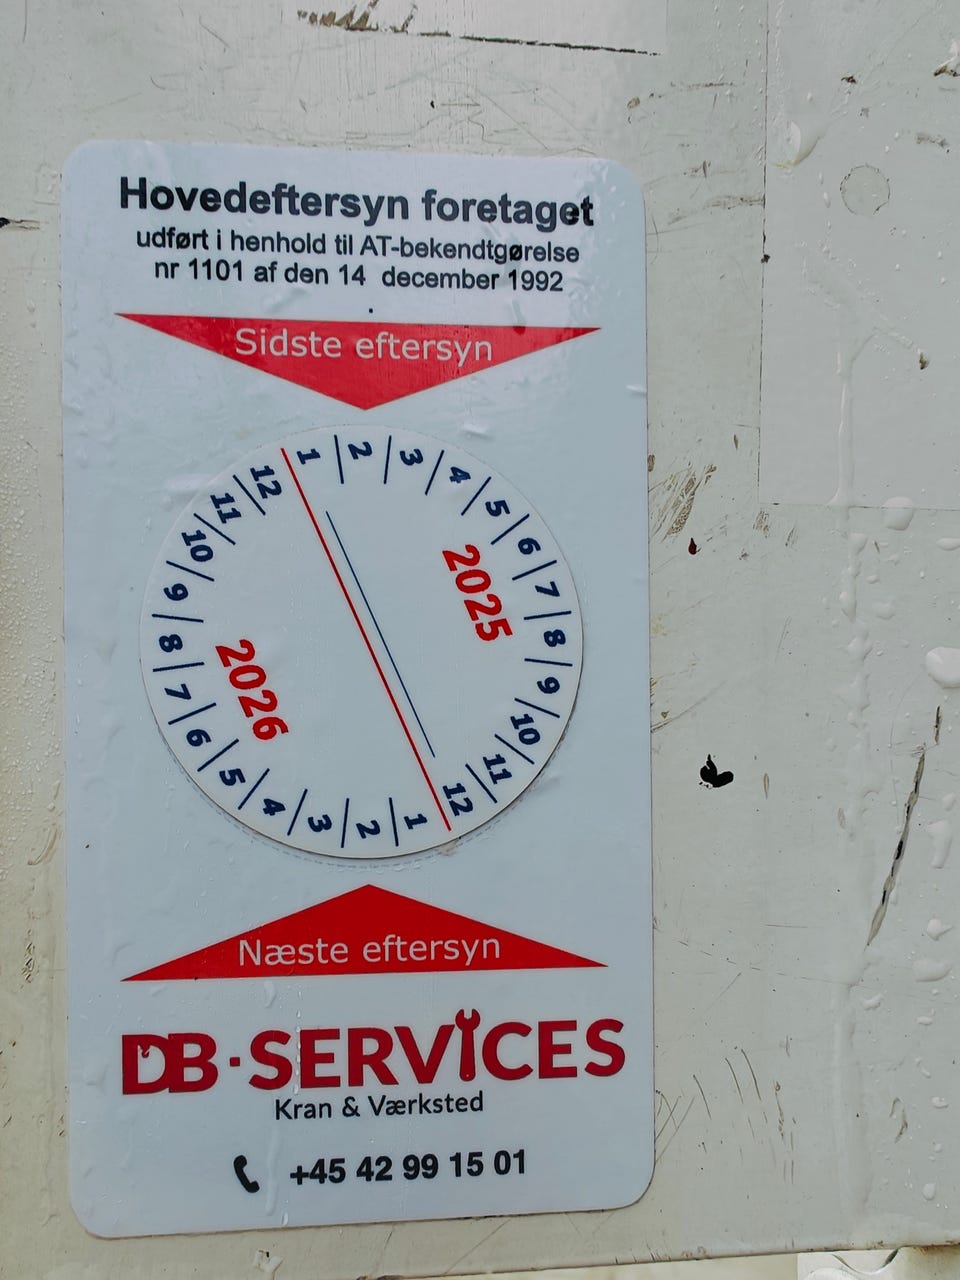 Hovedeftersyn foretaget
udført i henhold til AT-bekendtgørelse
nr 1101 af den 14 december 1992
Sidste eftersyn
1 2 3 4 5 6 7 8 9 10 11 12
2025
1 2 3 4 5 6 7 8 9 10 11 12
2026
Næste eftersyn
DB·SERVICES
Kran & Værksted
+45 42 99 15 01